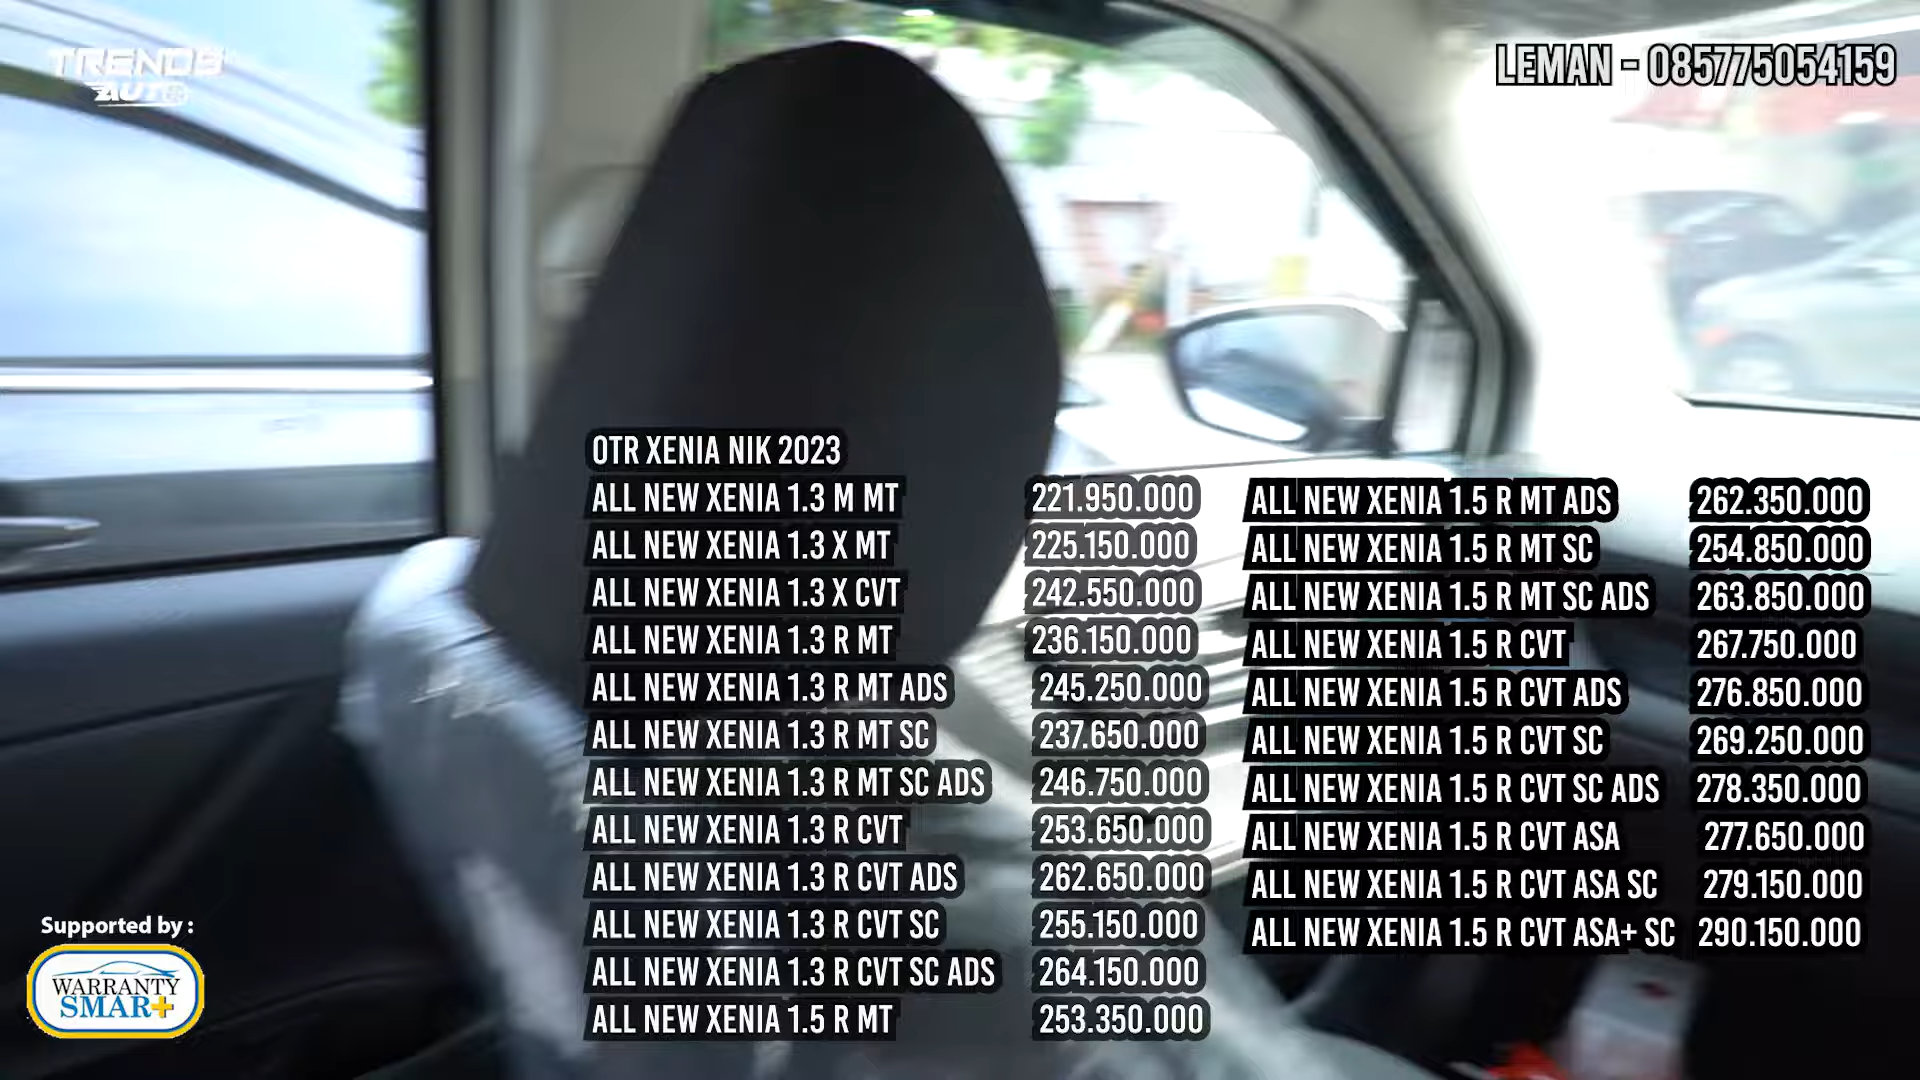 TRENDS
AUTO
LEMAN - 085775054159
OTR XENIA NIK 2023
ALL NEW XENIA 1.3 M MT 221.950.000
ALL NEW XENIA 1.3 X MT 225.150.000
ALL NEW XENIA 1.3 X CVT 242.550.000
ALL NEW XENIA 1.3 R MT 236.150.000
ALL NEW XENIA 1.3 R MT ADS 245.250.000
ALL NEW XENIA 1.3 R MT SC 237.650.000
ALL NEW XENIA 1.3 R MT SC ADS 246.750.000
ALL NEW XENIA 1.3 R CVT 253.650.000
ALL NEW XENIA 1.3 R CVT ADS 262.650.000
ALL NEW XENIA 1.3 R CVT SC 255.150.000
ALL NEW XENIA 1.3 R CVT SC ADS 264.150.000
ALL NEW XENIA 1.5 R MT 253.350.000
ALL NEW XENIA 1.5 R MT ADS 262.350.000
ALL NEW XENIA 1.5 R MT SC 254.850.000
ALL NEW XENIA 1.5 R MT SC ADS 263.850.000
ALL NEW XENIA 1.5 R CVT 267.750.000
ALL NEW XENIA 1.5 R CVT ADS 276.850.000
ALL NEW XENIA 1.5 R CVT SC 269.250.000
ALL NEW XENIA 1.5 R CVT SC ADS 278.350.000
ALL NEW XENIA 1.5 R CVT ASA 277.650.000
ALL NEW XENIA 1.5 R CVT ASA SC 279.150.000
ALL NEW XENIA 1.5 R CVT ASA+ SC 290.150.000
Supported by :
WARRANTY
SMAR+